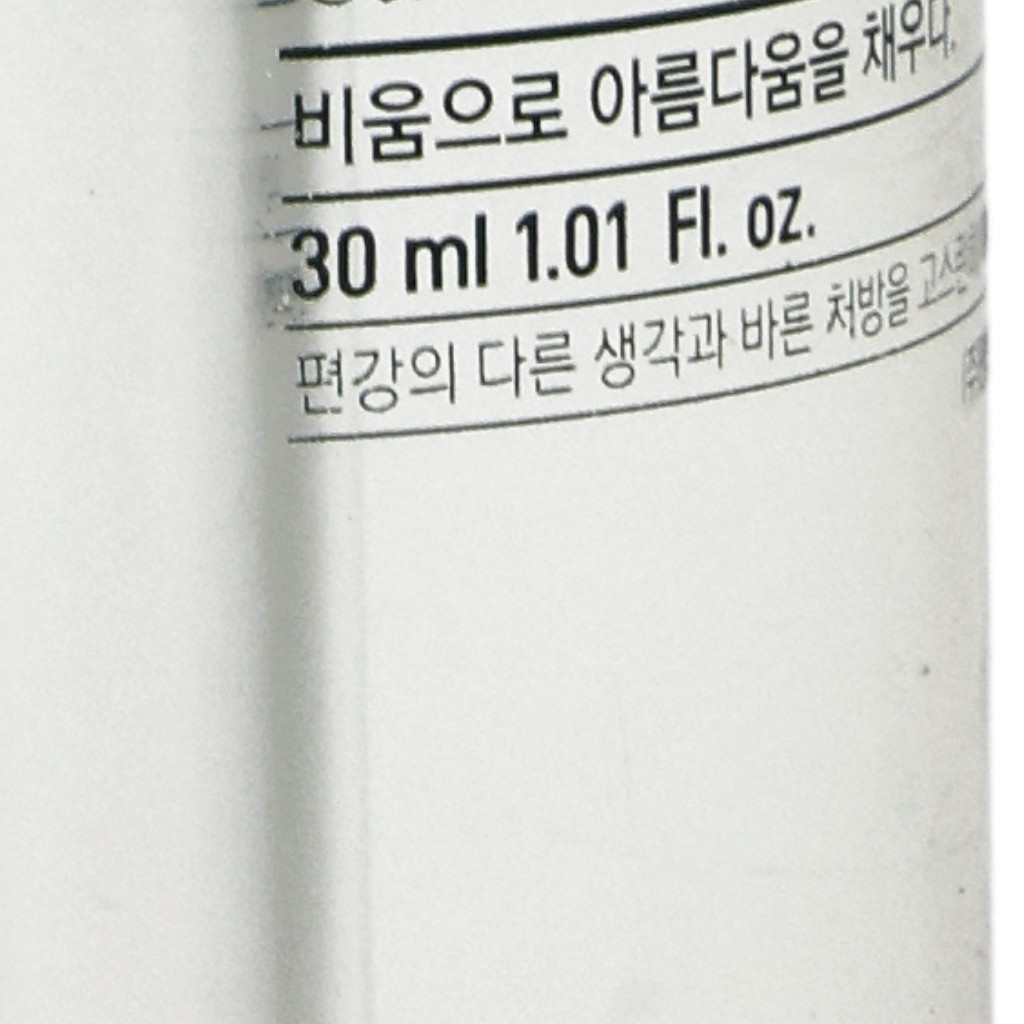 비움으로 아름다움을 채우다.
30 ml 1.01 Fl. oz.
편강의 다른 생각과 바른 처방을